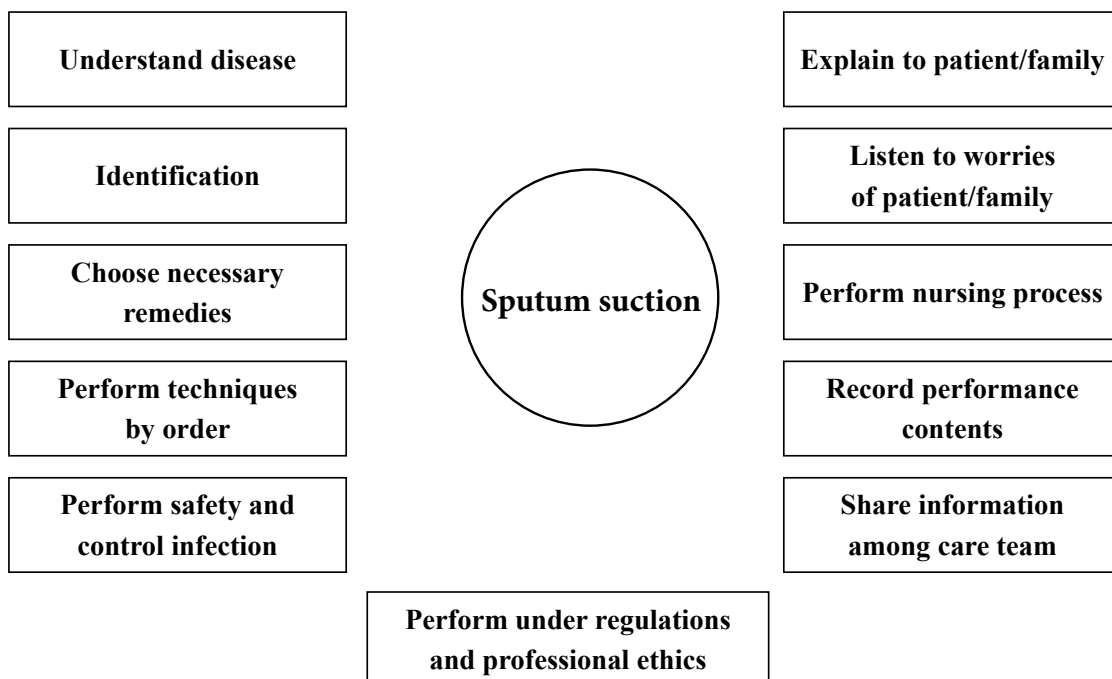 Understand disease
Identification
Choose necessary
remedies
Perform techniques
by order
Perform safety and
control infection
Sputum suction
Explain to patient/family
Listen to worries
of patient/family
Perform nursing process
Record performance
contents
Share information
among care team
Perform under regulations
and professional ethics